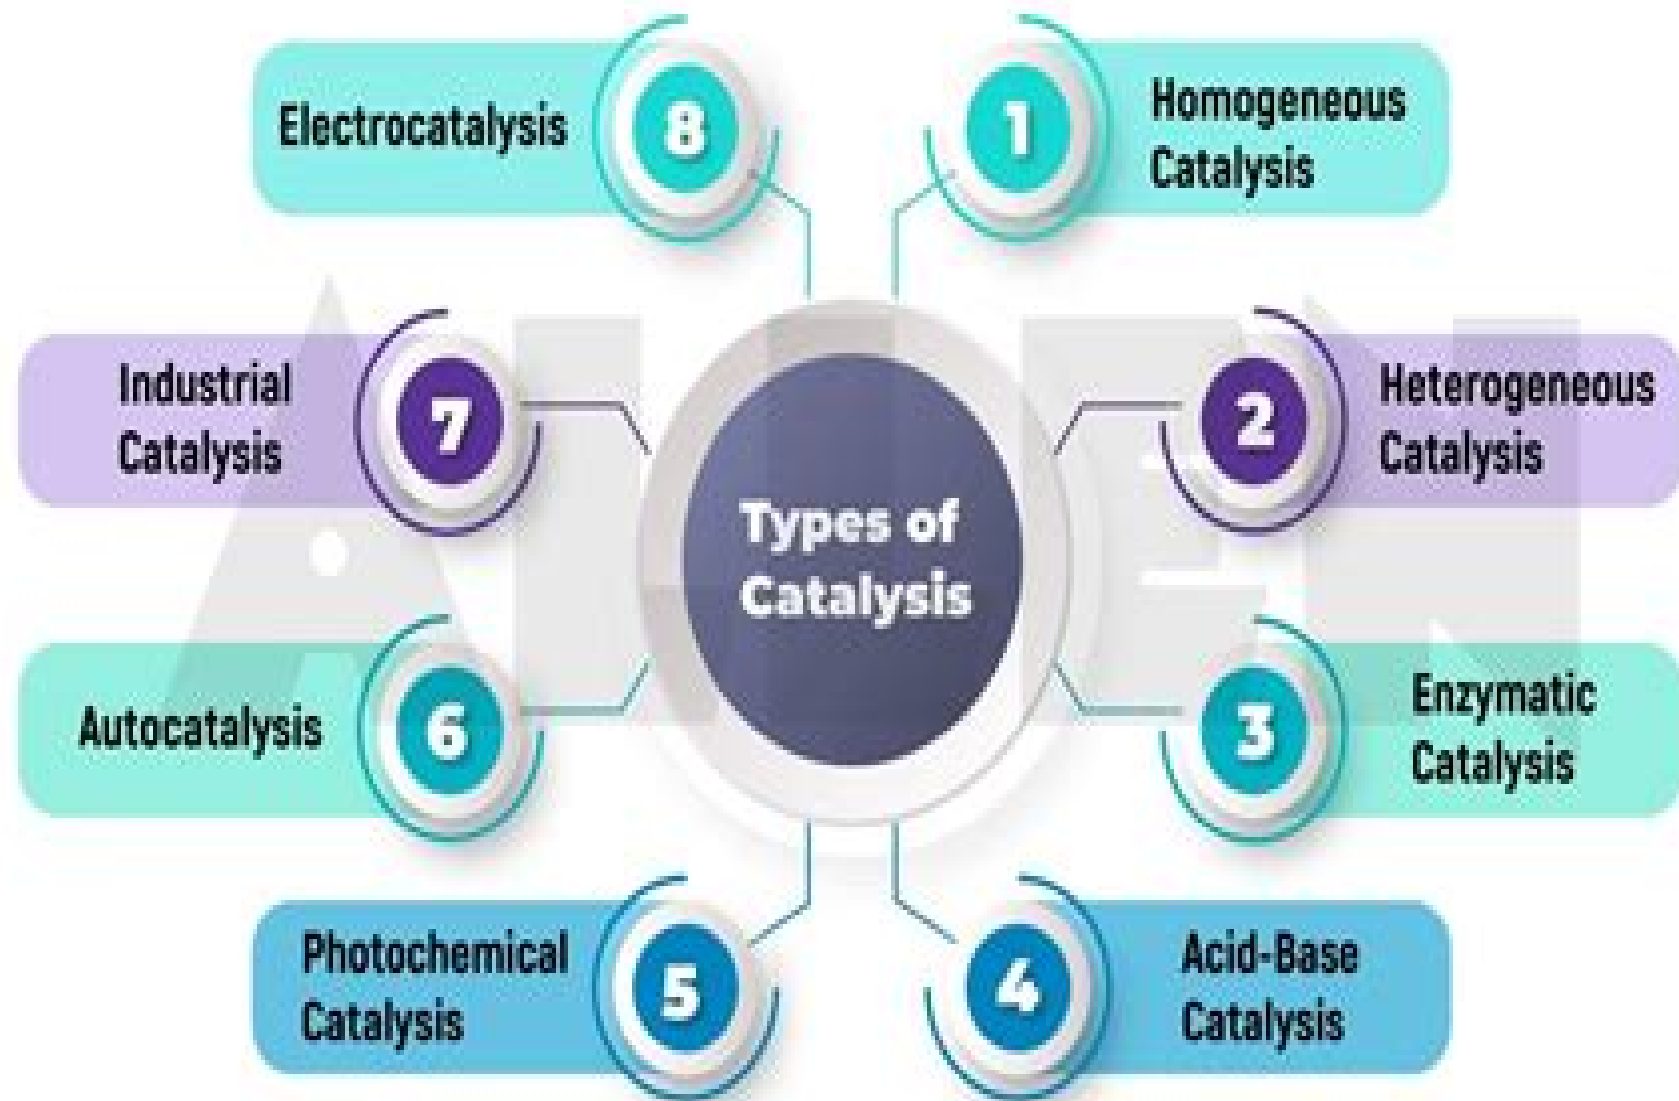 Types of
Catalysis
1
Homogeneous
Catalysis
2
Heterogeneous
Catalysis
3
Enzymatic
Catalysis
4
Acid-Base
Catalysis
5
Photochemical
Catalysis
6
Autocatalysis
7
Industrial
Catalysis
8
Electrocatalysis
ALLEN